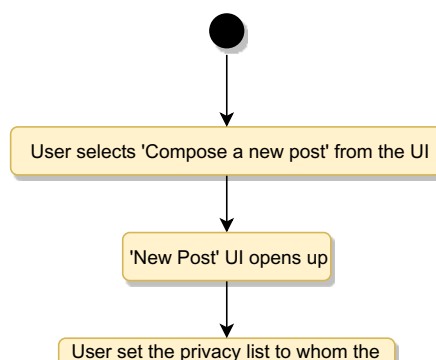 User selects 'Compose a new post' from the UI
'New Post' UI opens up
User set the privacy list to whom the